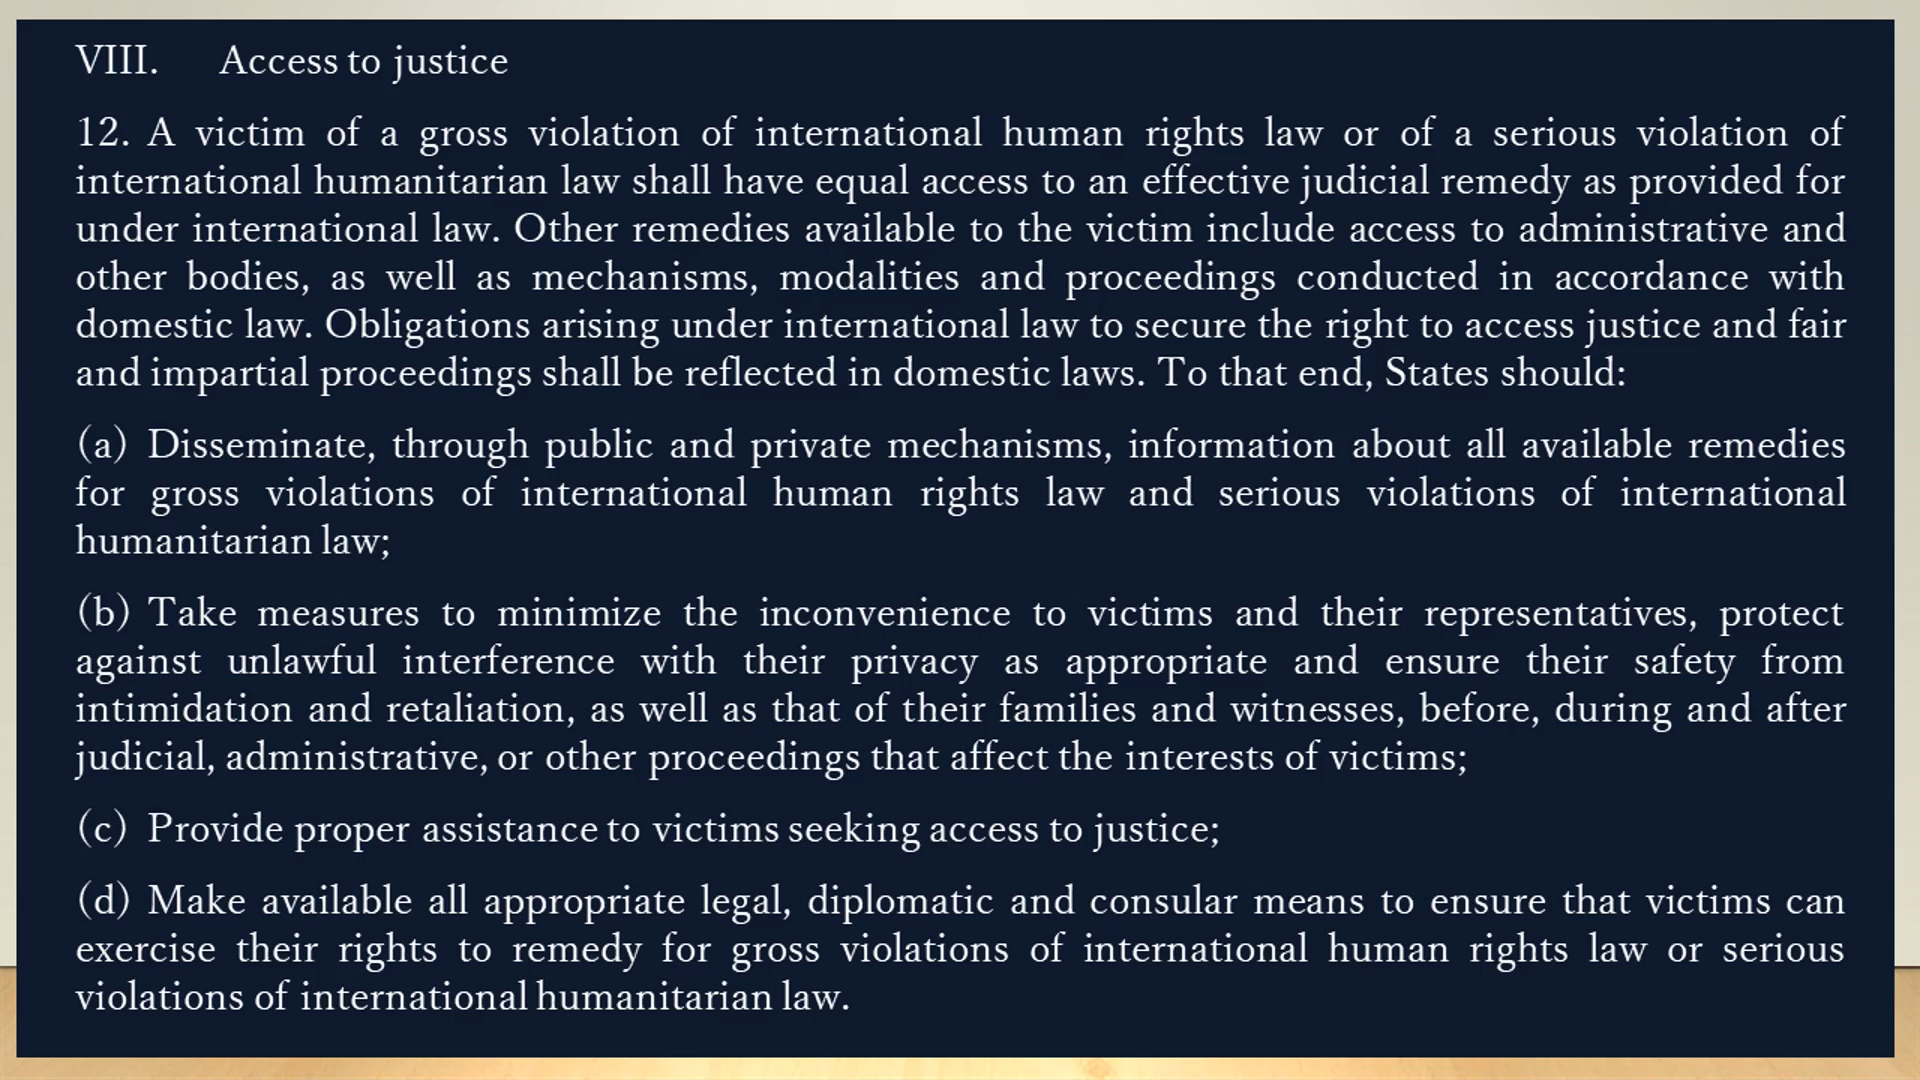 VIII. Access to justice
12. A victim of a gross violation of international human rights law or of a serious violation of
international humanitarian law shall have equal access to an effective judicial remedy as provided for
under international law. Other remedies available to the victim include access to administrative and
other bodies, as well as mechanisms, modalities and proceedings conducted in accordance with
domestic law. Obligations arising under international law to secure the right to access justice and fair
and impartial proceedings shall be reflected in domestic laws. To that end, States should:
(a) Disseminate, through public and private mechanisms, information about all available remedies
for gross violations of international human rights law and serious violations of international
humanitarian law;
(b) Take measures to minimize the inconvenience to victims and their representatives, protect
against unlawful interference with their privacy as appropriate and ensure their safety from
intimidation and retaliation, as well as that of their families and witnesses, before, during and after
judicial, administrative, or other proceedings that affect the interests of victims;
(c) Provide proper assistance to victims seeking access to justice;
(d) Make available all appropriate legal, diplomatic and consular means to ensure that victims can
exercise their rights to remedy for gross violations of international human rights law or serious
violations of international humanitarian law.